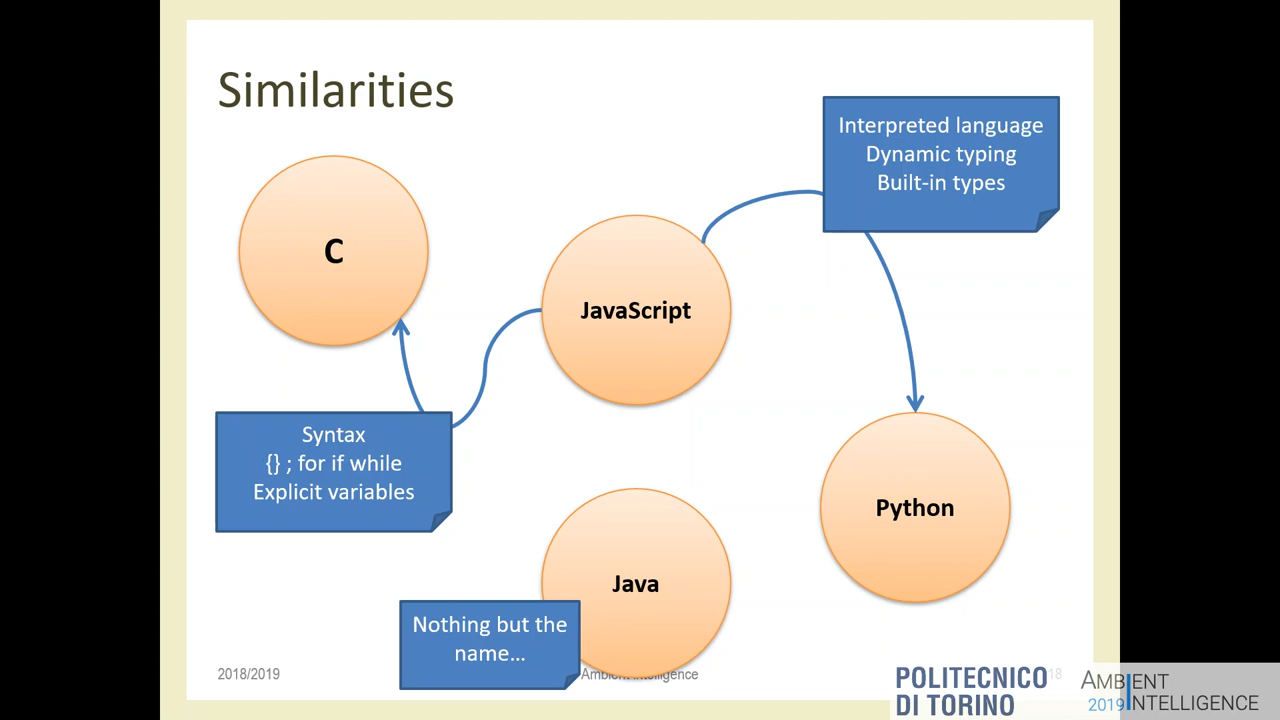 Similarities
Interpreted language
Dynamic typing
Built-in types
C
JavaScript
Syntax
{} ; for if while
Explicit variables
Python
Java
Nothing but the
name…
2018/2019
Ambient Intelligence
18
POLITECNICO
DI TORINO
AMBIENT
2019 INTELLIGENCE